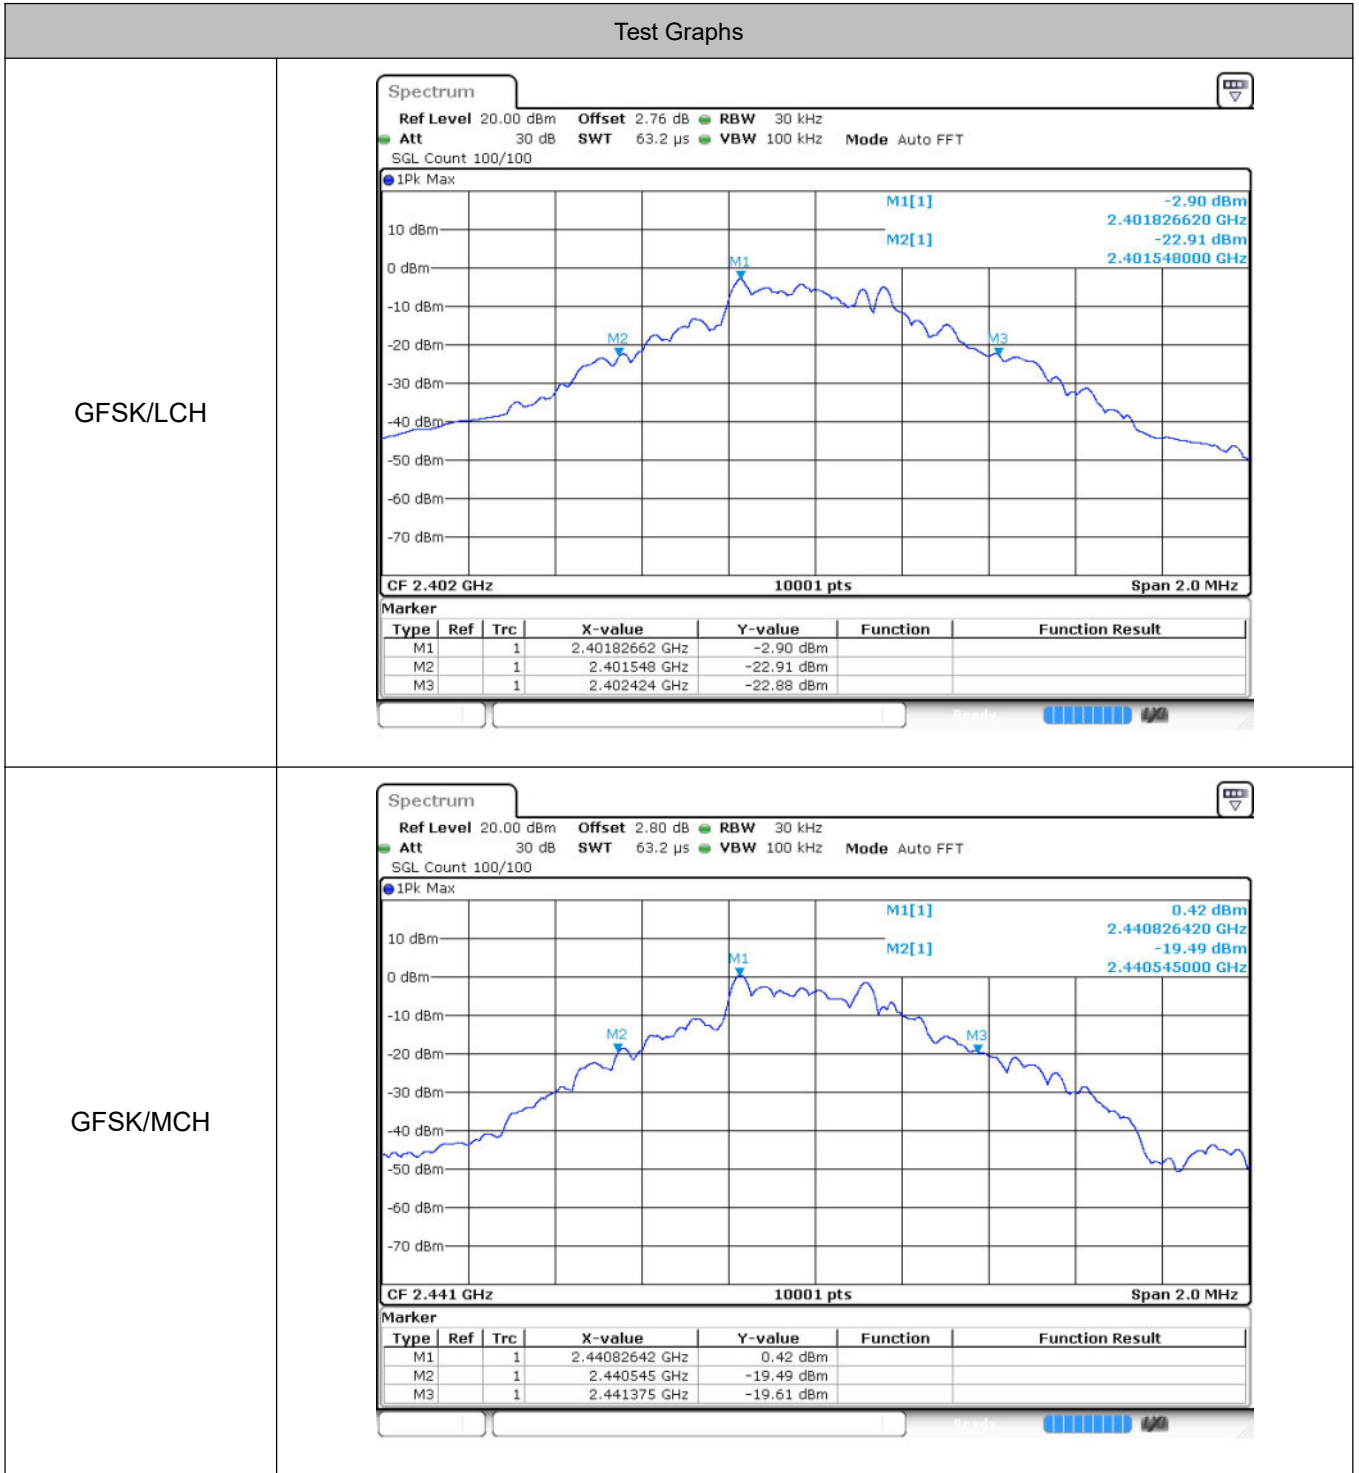 Test Graphs
GFSK/LCH
Spectrum
Ref Level 20.00 dBm Offset 2.76 dB RBW 30 kHz
Att 30 dB SWT 63.2 µs VBW 100 kHz Mode Auto FFT
SGL Count 100/100
1Pk Max
M1[1] -2.90 dBm
2.401826620 GHz
10 dBm
M2[1] -22.91 dBm
2.401548000 GHz
0 dBm
M1
-10 dBm
M2
M3
-20 dBm
-30 dBm
-40 dBm
-50 dBm
-60 dBm
-70 dBm
CF 2.402 GHz 10001 pts Span 2.0 MHz
Marker
Type Ref Trc X-value Y-value Function Function Result
M1 1 2.40182662 GHz -2.90 dBm
M2 1 2.401548 GHz -22.91 dBm
M3 1 2.402424 GHz -22.88 dBm
GFSK/MCH
Spectrum
Ref Level 20.00 dBm Offset 2.80 dB RBW 30 kHz
Att 30 dB SWT 63.2 µs VBW 100 kHz Mode Auto FFT
SGL Count 100/100
1Pk Max
M1[1] 0.42 dBm
2.440826420 GHz
10 dBm
M2[1] -19.49 dBm
2.440545000 GHz
M1
0 dBm
-10 dBm
M2
M3
-20 dBm
-30 dBm
-40 dBm
-50 dBm
-60 dBm
-70 dBm
CF 2.441 GHz 10001 pts Span 2.0 MHz
Marker
Type Ref Trc X-value Y-value Function Function Result
M1 1 2.44082642 GHz 0.42 dBm
M2 1 2.440545 GHz -19.49 dBm
M3 1 2.441375 GHz -19.61 dBm